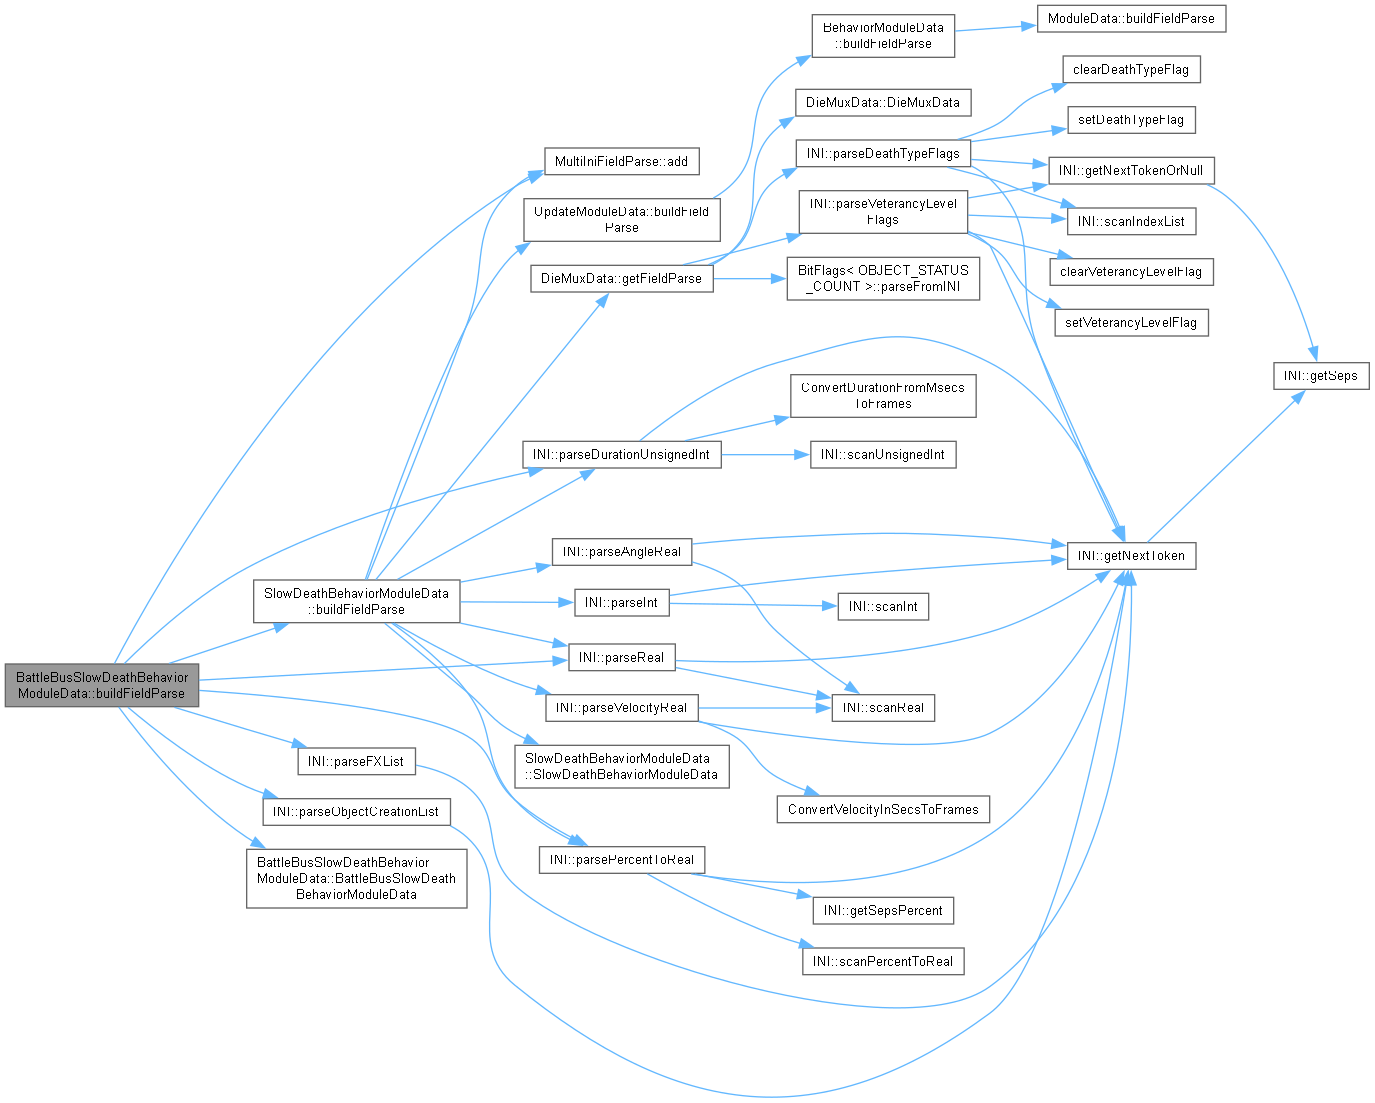 BehaviorModuleData
::buildFieldParse
ModuleData::buildFieldParse
clearDeathTypeFlag
DieMuxData::DieMuxData
setDeathTypeFlag
MultiIniFieldParse::add
INI::parseDeathTypeFlags
INI::getNextTokenOrNull
UpdateModuleData::buildField
Parse
INI::parseVeterancyLevel
Flags
INI::scanIndexList
DieMuxData::getFieldParse
BitFlags< OBJECT_STATUS
_COUNT >::parseFromINI
clearVeterancyLevelFlag
setVeterancyLevelFlag
INI::getSeps
ConvertDurationFromMsecs
ToFrames
INI::parseDurationUnsignedInt
INI::scanUnsignedInt
INI::parseAngleReal
INI::getNextToken
SlowDeathBehaviorModuleData
::buildFieldParse
INI::parseInt
INI::scanInt
INI::parseReal
BattleBusSlowDeathBehavior
ModuleData::buildFieldParse
INI::parseVelocityReal
INI::scanReal
INI::parseFXList
SlowDeathBehaviorModuleData
::SlowDeathBehaviorModuleData
INI::parseObjectCreationList
ConvertVelocityInSecsToFrames
BattleBusSlowDeathBehavior
ModuleData::BattleBusSlowDeath
BehaviorModuleData
INI::parsePercentToReal
INI::getSepsPercent
INI::scanPercentToReal